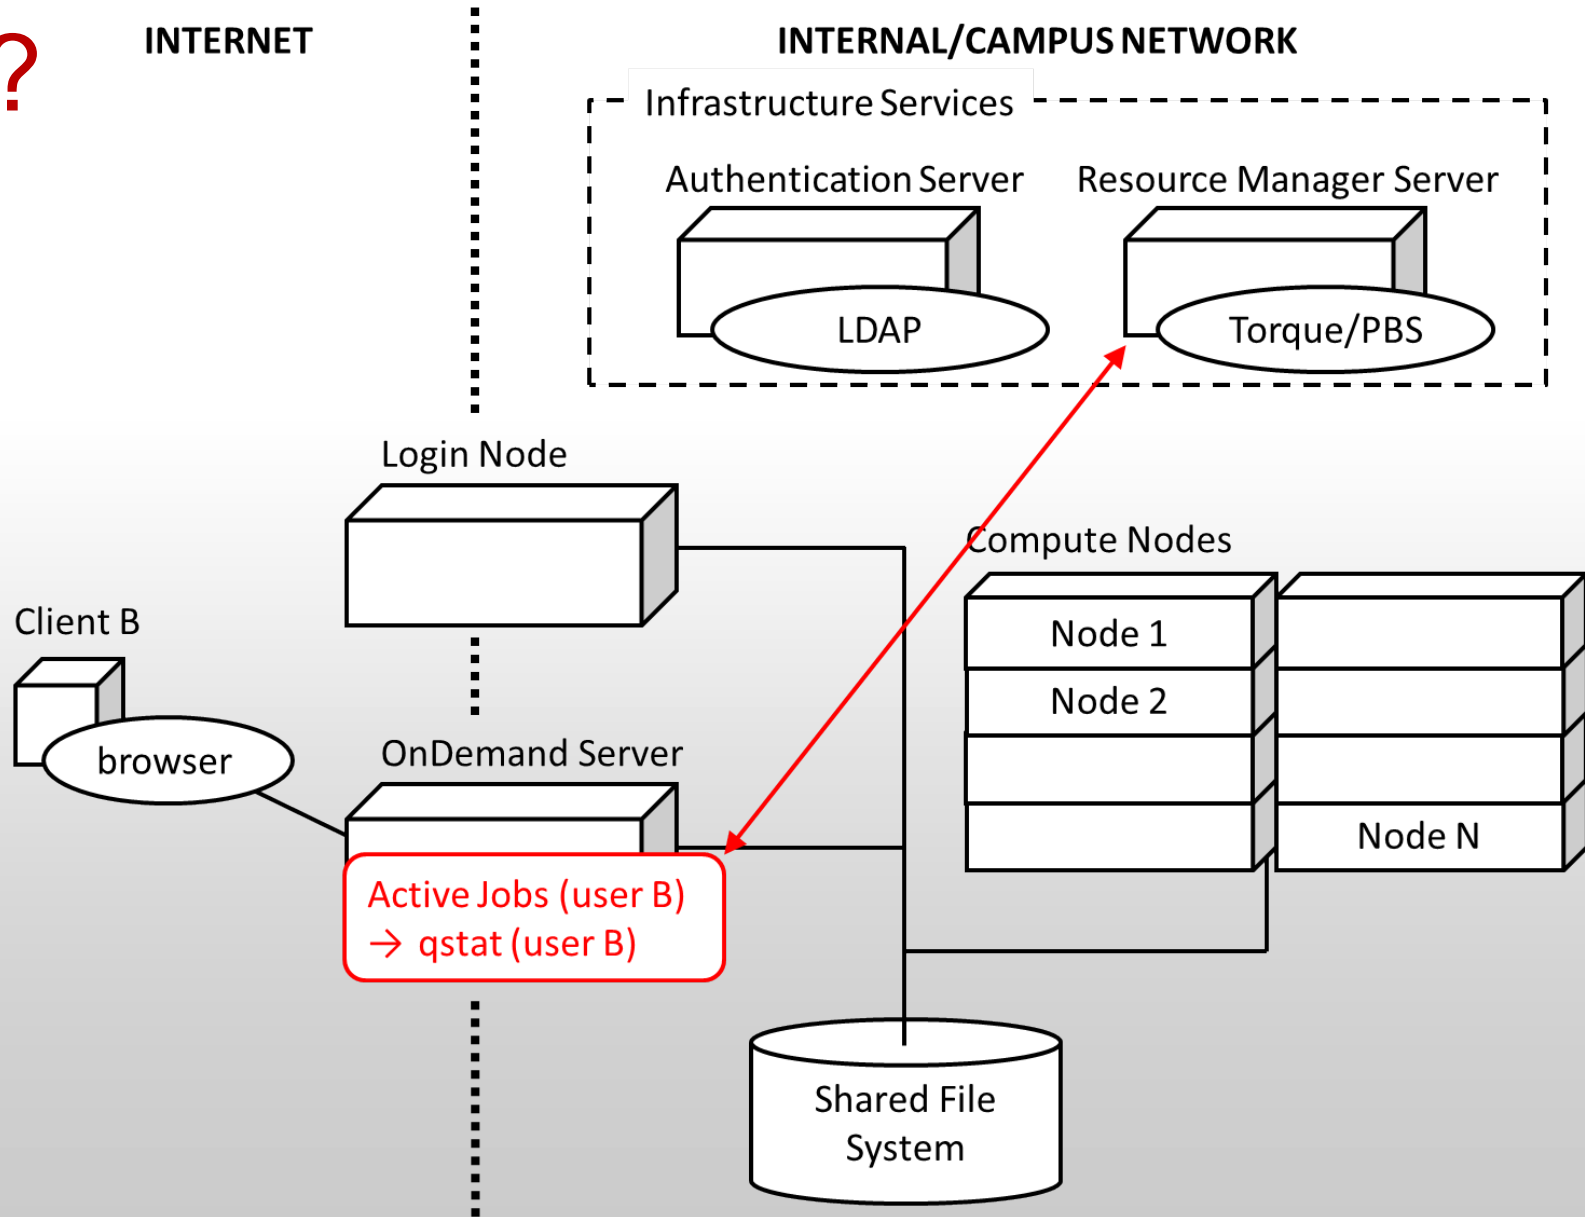 ?
INTERNET
INTERNAL/CAMPUS NETWORK
Infrastructure Services
Authentication Server
Resource Manager Server
LDAP
Torque/PBS
Login Node
Compute Nodes
Node 1
Node 2
Node N
Client B
browser
OnDemand Server
Active Jobs (user B)
→ qstat (user B)
Shared File
System